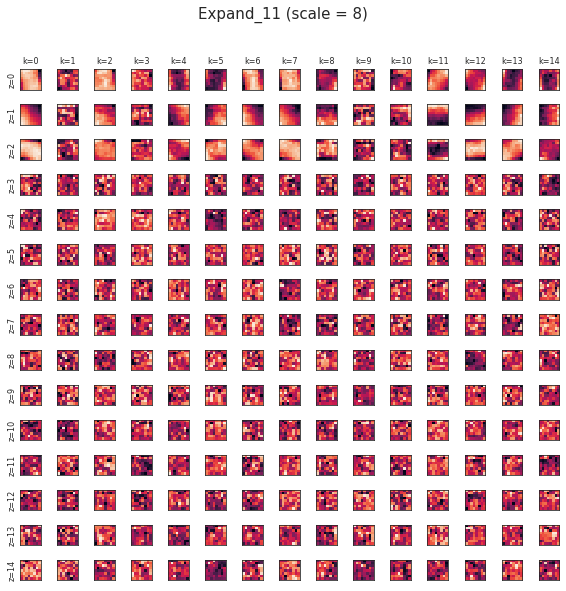 Expand_11 (scale = 8)
k=0 k=1 k=2 k=3 k=4 k=5 k=6 k=7 k=8 k=9 k=10 k=11 k=12 k=13 k=14
z=0
z=1
z=2
z=3
z=4
z=5
z=6
z=7
z=8
z=9
z=10
z=11
z=12
z=13
z=14